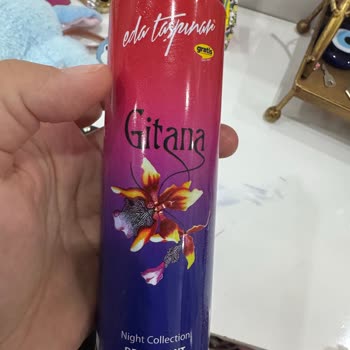 eda taşpınar
gratis
Gitana
Night Collection